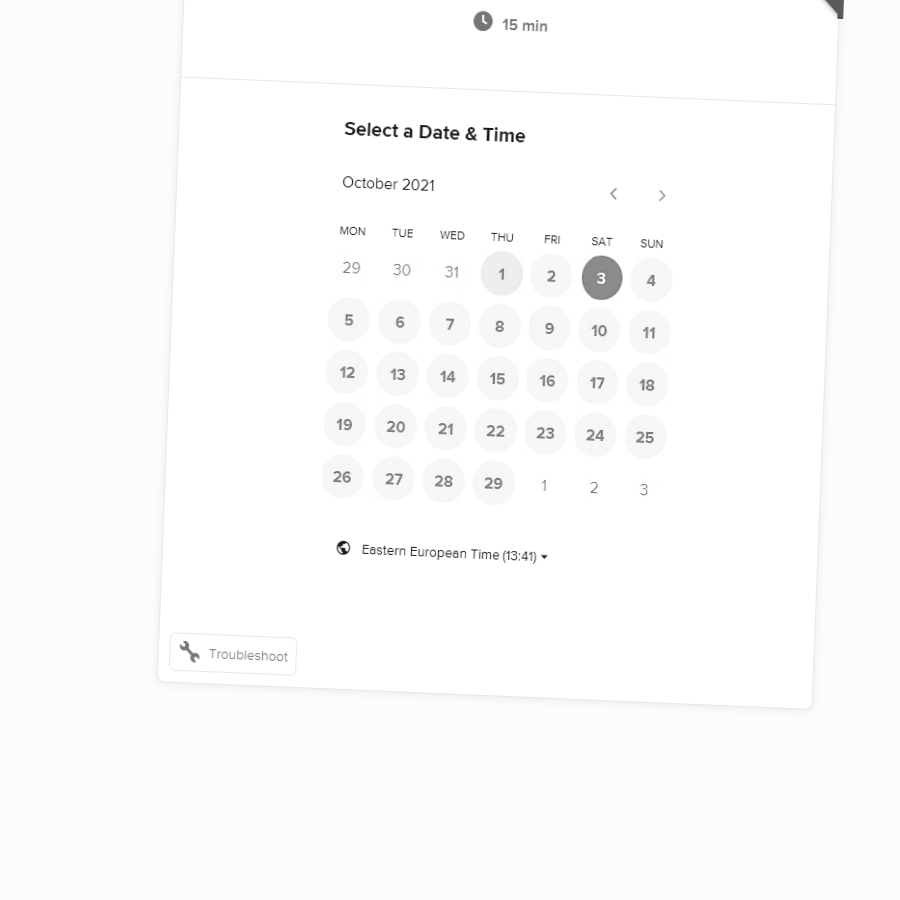 15 min
Select a Date & Time
October 2021
MON TUE WED THU FRI SAT SUN
29 30 31 1 2 3 4
5 6 7 8 9 10 11
12 13 14 15 16 17 18
19 20 21 22 23 24 25
26 27 28 29 1 2 3
Eastern European Time (13:41)
Troubleshoot